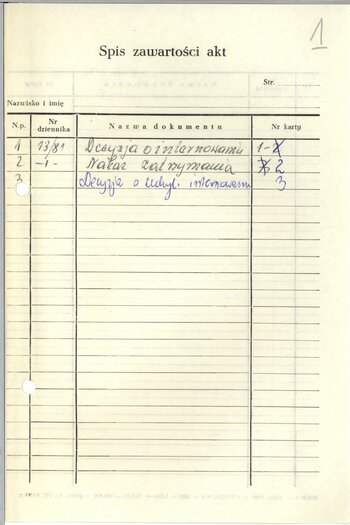 1
Spis zawartości akt
Str.
Nazwisko i imię
N.p. Nr dziennika Nazwa dokumentu Nr karty
1 13/81 Decyzja o internowaniu 1-
2 -1- Nakaz zatrzymania 2
3 Decyzja o uchyl. internowania 3